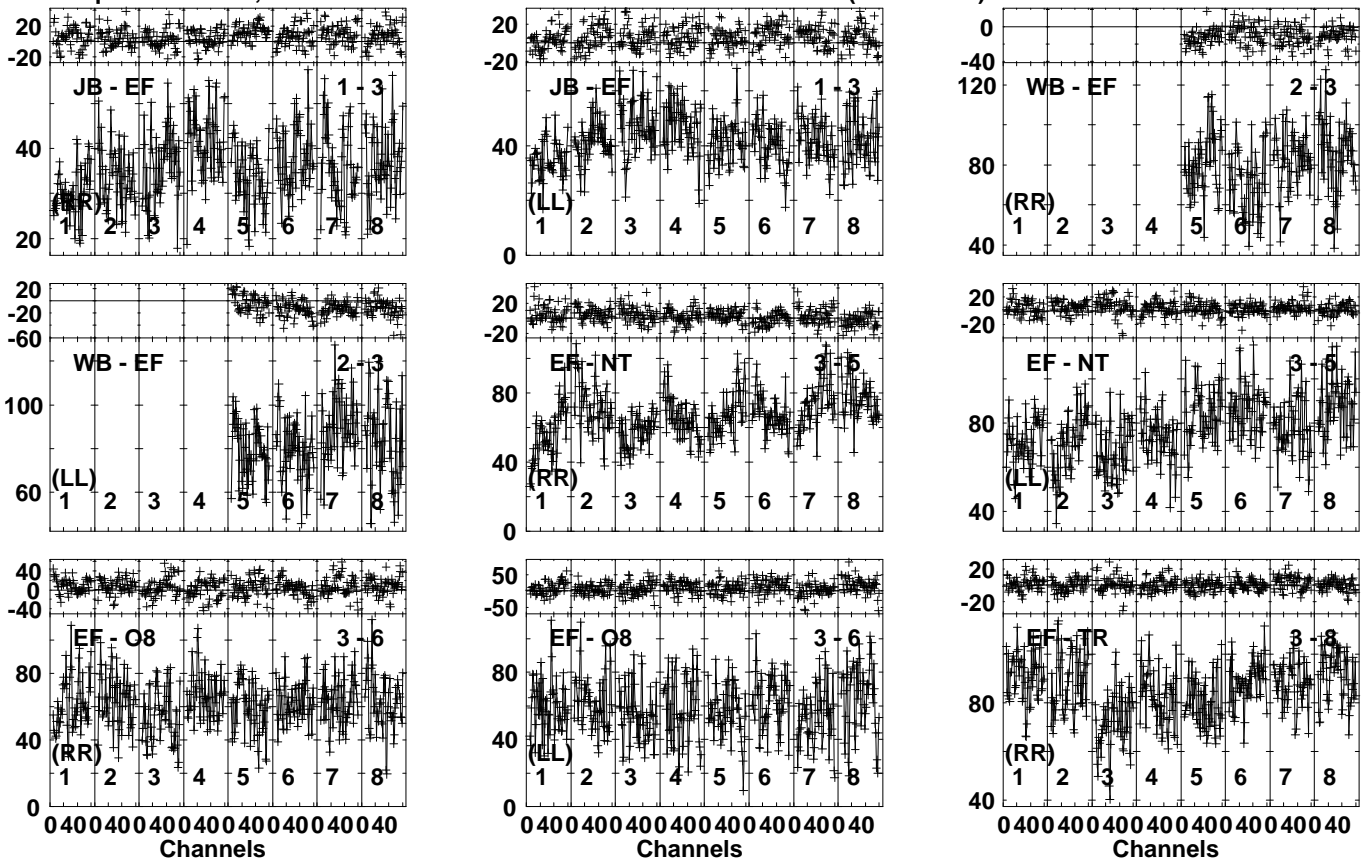 20 20 0
-20 -20 -40
JB - EF 1 - 3 JB - EF 1 - 3 120 WB - EF 2 - 3
40 40 80
(RR) (LL) (RR)
1 2 3 4 5 6 7 8 1 2 3 4 5 6 7 8 1 2 3 4 5 6 7 8
20 0 40
20 20 20
-20 -20 -20
-60
WB - EF 2 - 3 EF - NT 3 - 5 EF - NT 3 - 5
100 80 80
60 40
(LL) (RR) (LL)
1 2 3 4 5 6 7 8 1 2 3 4 5 6 7 8 1 2 3 4 5 6 7 8
0 40
40 50 20
0
-40 -50 -20
EF - O8 3 - 6 EF - O8 3 - 6 EF - TR 3 - 8
80 80 80
40 40
(RR) (LL) (RR)
1 2 3 4 5 6 7 8 1 2 3 4 5 6 7 8 1 2 3 4 5 6 7 8
0 0 40
0 40 0 40 0 40 0 40 0 40 0 40 0 40 0 40 0 40 0 40 0 40 0 40 0 40 0 40 0 40 0 40 0 40 0 40 0 40 0 40 0 40 0 40 0 40 0 40
Channels Channels Channels